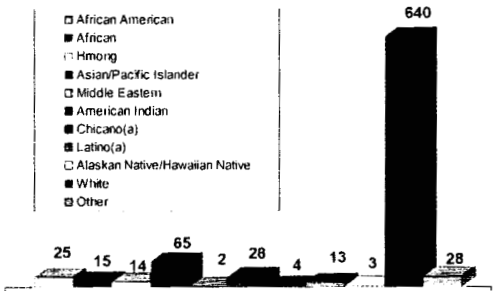 640
African American
African
Hmong
Asian/Pacific Islander
Middle Eastern
American Indian
Chicano(a)
Latino(a)
Alaskan Native/Hawaiian Native
White
Other
25 15 14 65 2 28 4 13 3 28